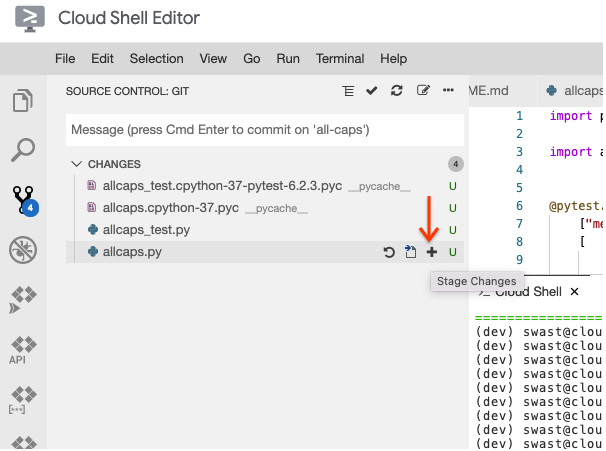 Cloud Shell Editor
File Edit Selection View Go Run Terminal Help
SOURCE CONTROL: GIT
ME.md
allcaps
Message (press Cmd Enter to commit on 'all-caps')
CHANGES 4
allcaps_test.cpython-37-pytest-6.2.3.pyc __pycache__ U
allcaps.cpython-37.pyc __pycache__ U
allcaps_test.py U
allcaps.py U
Stage Changes
4
API
[***]
1 import p
2
3 import a
4
5
6 @pytest.
7 ["me
8 [
9
Cloud Shell ×
==================
(dev) swast@clou
(dev) swast@clou
(dev) swast@clou
(dev) swast@clou
(dev) swast@clou
(dev) swast@clou
(dev) swast@clou
(dev) swast@clou
(dev) swast@clou